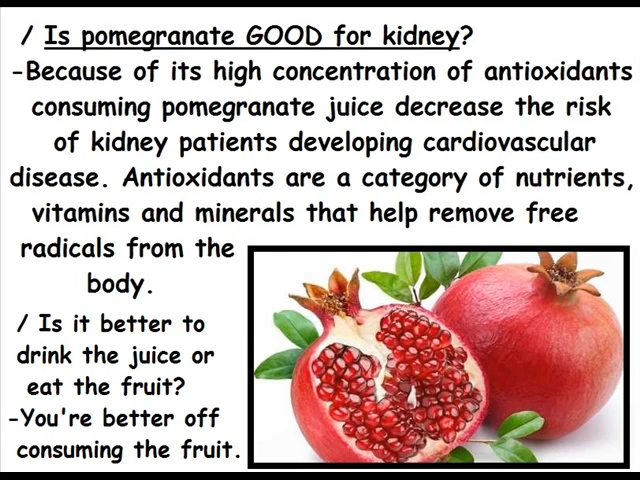 / Is pomegranate GOOD for kidney?
-Because of its high concentration of antioxidants
consuming pomegranate juice decrease the risk
of kidney patients developing cardiovascular
disease. Antioxidants are a category of nutrients,
vitamins and minerals that help remove free
radicals from the
body.
/ Is it better to
drink the juice or
eat the fruit?
-You're better off
consuming the fruit.